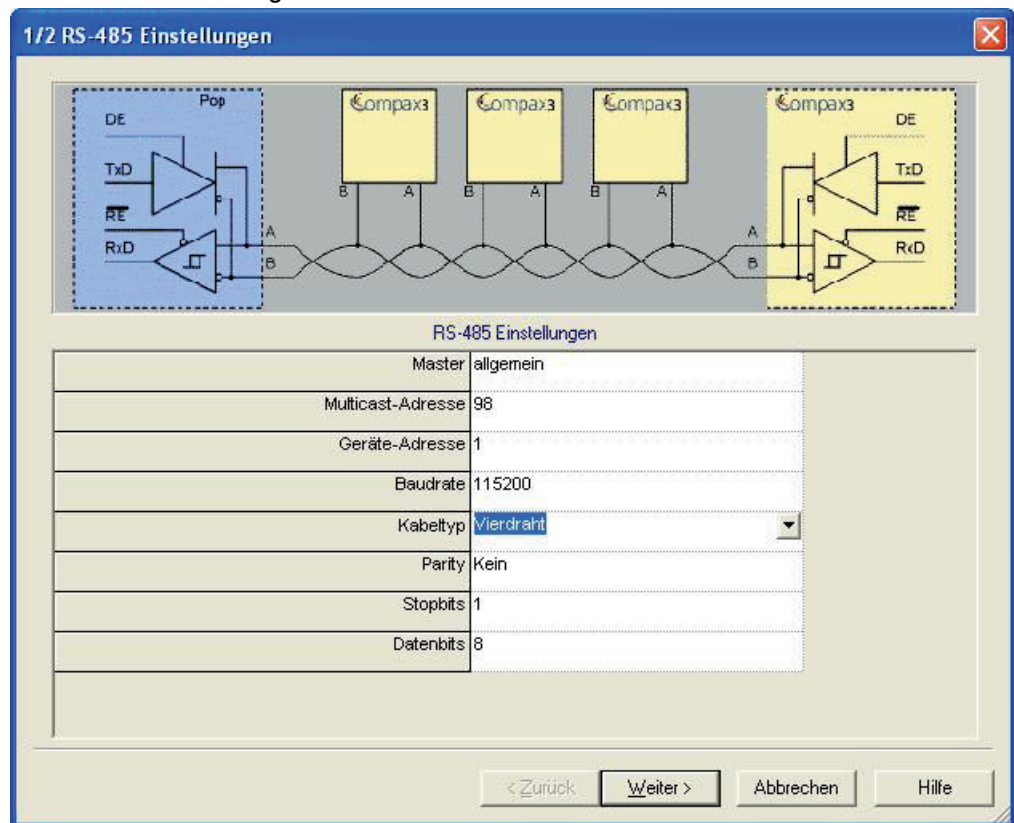 1/2 RS-485 Einstellungen
Pop
DE
TxD
RE
RxD
A
B
Compax3
B A
Compax3
B A
Compax3
B A
Compax3
DE
TxD
RE
RxD
A
B
RS-485 Einstellungen
Master allgemein
Multicast-Adresse 98
Geräte-Adresse 1
Baudrate 115200
Kabeltyp Vierdraht
Parity Kein
Stopbits 1
Datenbits 8
< Zurück Weiter > Abbrechen Hilfe